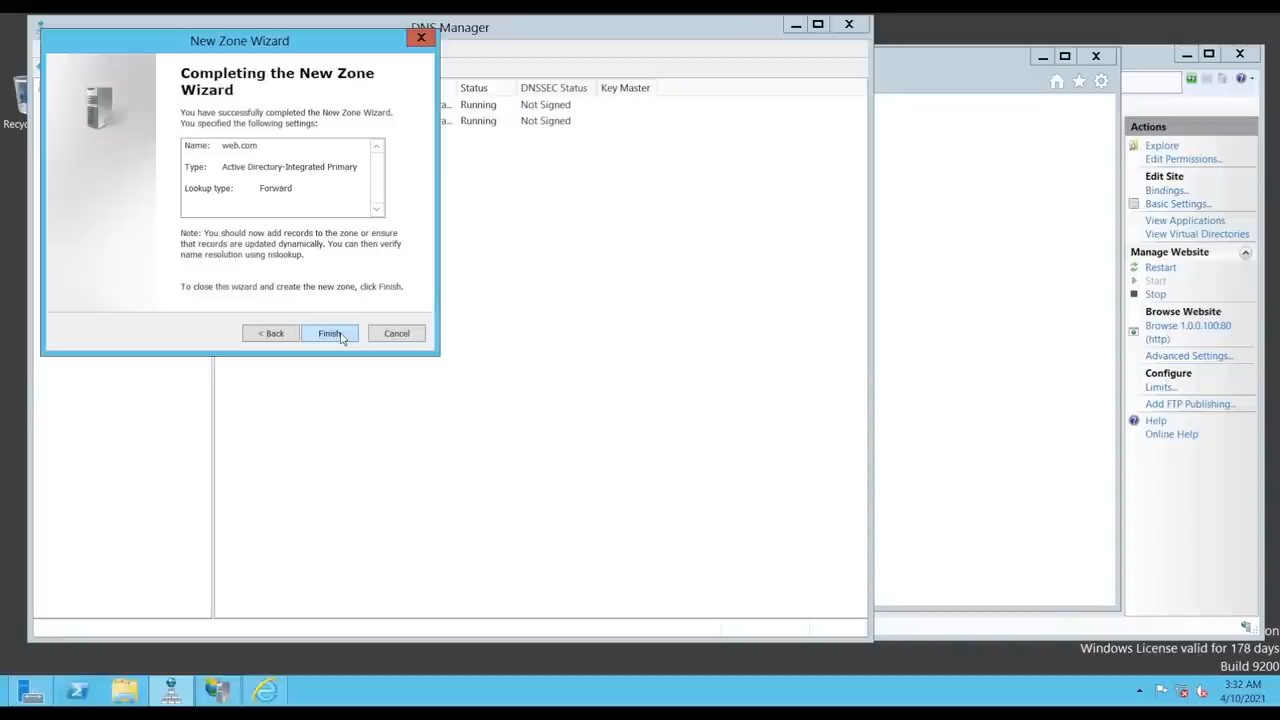 DNS Manager
New Zone Wizard
Completing the New Zone
Wizard
You have successfully completed the New Zone Wizard.
You specified the following settings:
Name: web.com
Type: Active Directory-Integrated Primary
Lookup type: Forward
Note: You should now add records to the zone or ensure
that records are updated dynamically. You can then verify
name resolution using nslookup.
To close this wizard and create the new zone, click Finish.
< Back
Finish
Cancel
Status DNSSEC Status Key Master
a... Running Not Signed
a... Running Not Signed
Actions
Explore
Edit Permissions...
Edit Site
Bindings...
Basic Settings...
View Applications
View Virtual Directories
Manage Website
Restart
Start
Stop
Browse Website
Browse 1.0.0.100:80
(http)
Advanced Settings...
Configure
Limits...
Add FTP Publishing...
Help
Online Help
on
Windows License valid for 178 days
Build 9200
3:32 AM
4/10/2021
Recyc